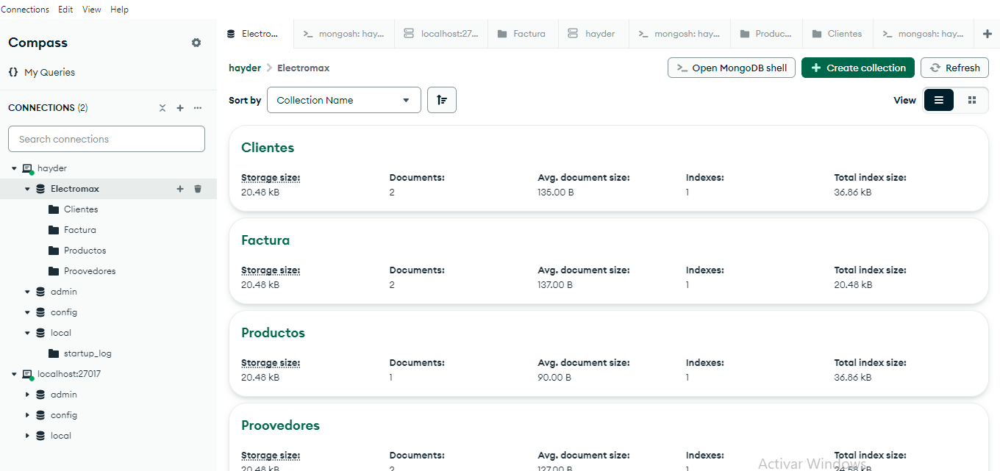 Connections Edit View Help
Compass
My Queries
CONNECTIONS (2)
Search connections
hayder
Electromax
Clientes
Factura
Productos
Proovedores
admin
config
local
startup_log
localhost:27017
admin
config
local
Electro... >_ mongosh: hay... localhost:27... Factura hayder >_ mongosh: hay... Produc... Clientes >_ mongosh: hay...
hayder > Electromax
>_ Open MongoDB shell + Create collection Refresh
Sort by Collection Name View
Clientes
Storage size: Documents: Avg. document size: Indexes: Total index size:
20.48 kB 2 135.00 B 1 36.86 kB
Factura
Storage size: Documents: Avg. document size: Indexes: Total index size:
20.48 kB 2 137.00 B 1 20.48 kB
Productos
Storage size: Documents: Avg. document size: Indexes: Total index size:
20.48 kB 1 90.00 B 1 36.86 kB
Proovedores
Storage size: Documents: Avg. document size: Indexes: Total index size:
20.48 kB 2 127.00 B 1 24.58 kB
Activar Windows